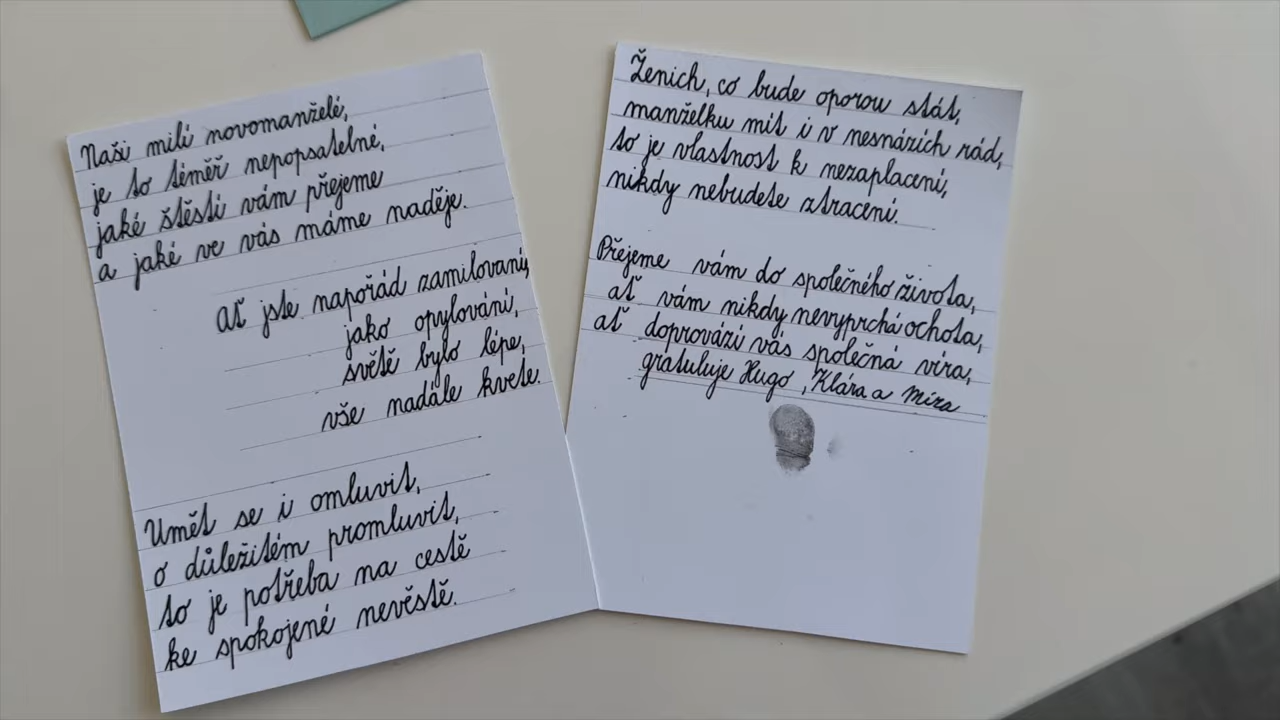 Naši milí novomanželé,
je to téměř nepopsatelné,
jaké štěstí vám přejeme
a jaké ve vás máme naděje.
Ať jste napořád zamilovaní,
jako opylování,
světě bylo lépe,
vše nadále kvete.
Umět se i omluvit,
o důležitém promluvit,
to je potřeba na cestě
ke spokojené nevěstě.
Ženich, co bude oporou stát,
manželku mít i v nesnázích rád,
to je vlastnost k nezaplacení,
nikdy nebudete ztraceni.
Přejeme vám do společného života,
ať vám nikdy nevyprchá ochota,
ať doprovází vás společná víra,
gratuluje Hugo, Klára a Míra